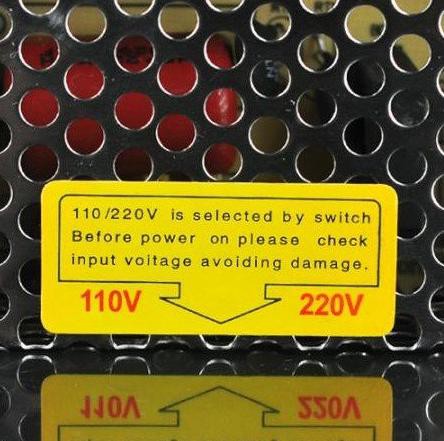 110/220V is selected by switch
Before power on please check
input voitage avoiding damage.
110V 220V